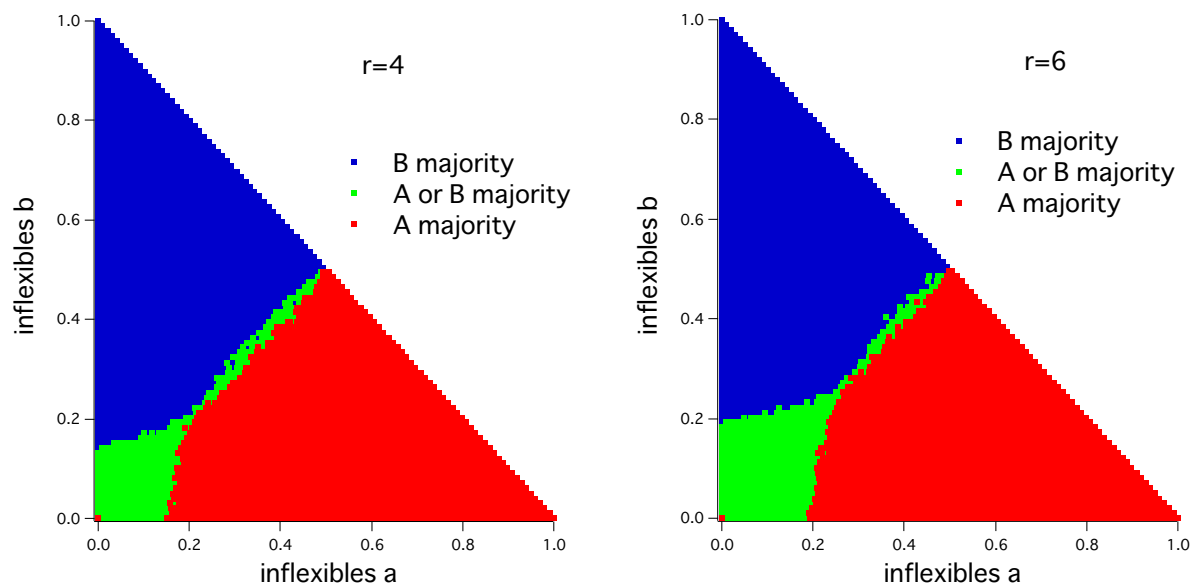 1.0
0.8
0.6
0.4
0.2
0.0
inflexibles b
r=4
B majority
A or B majority
A majority
0.0 0.2 0.4 0.6 0.8 1.0
inflexibles a
1.0
0.8
0.6
0.4
0.2
0.0
inflexibles b
r=6
B majority
A or B majority
A majority
0.0 0.2 0.4 0.6 0.8 1.0
inflexibles a